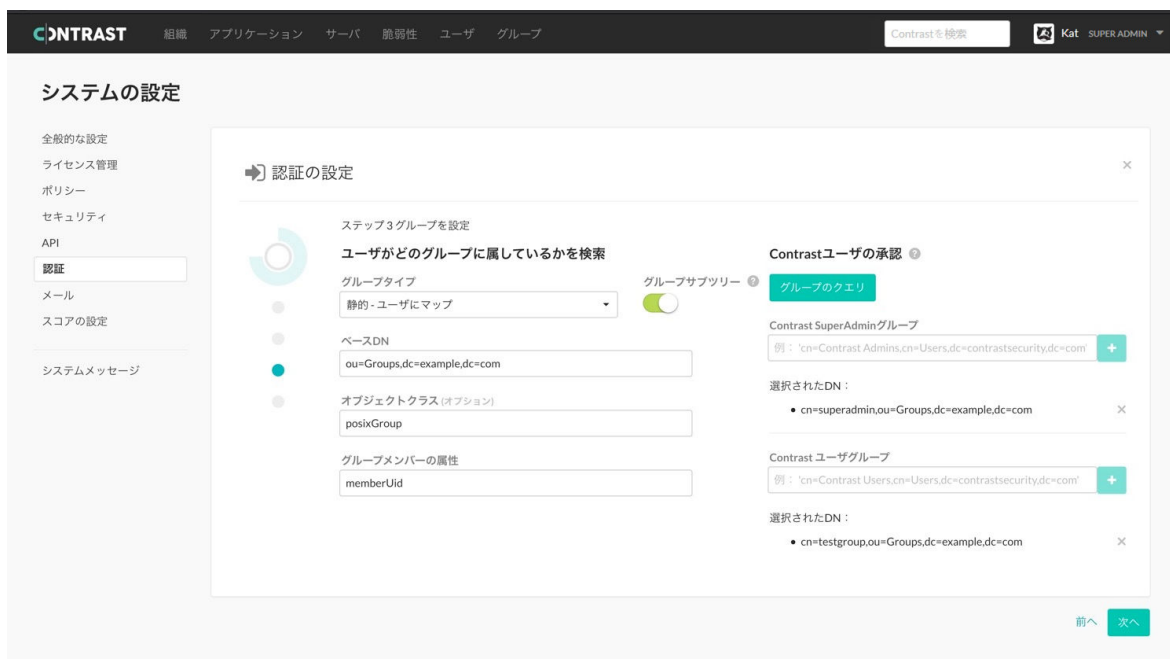 CONTRAST 組織 アプリケーション サーバ 脆弱性 ユーザ グループ Contrastを検索 Kat SUPER ADMIN
システムの設定
全般的な設定
ライセンス管理
ポリシー
セキュリティ
API
認証
メール
スコアの設定
システムメッセージ
認証の設定
ステップ 3 グループを設定
ユーザがどのグループに属しているかを検索
グループタイプ
静的 - ユーザにマップ
グループサブツリー
ベースDN
ou=Groups,dc=example,dc=com
オブジェクトクラス (オプション)
posixGroup
グループメンバーの属性
memberUid
Contrastユーザの承認
グループのクエリ
Contrast SuperAdminグループ
例： 'cn=Contrast Admins,cn=Users,dc=contrastsecurity,dc=com'
選択されたDN：
• cn=superadmin,ou=Groups,dc=example,dc=com
Contrast ユーザグループ
例： 'cn=Contrast Users,cn=Users,dc=contrastsecurity,dc=com'
選択されたDN：
• cn=testgroup,ou=Groups,dc=example,dc=com
前へ 次へ